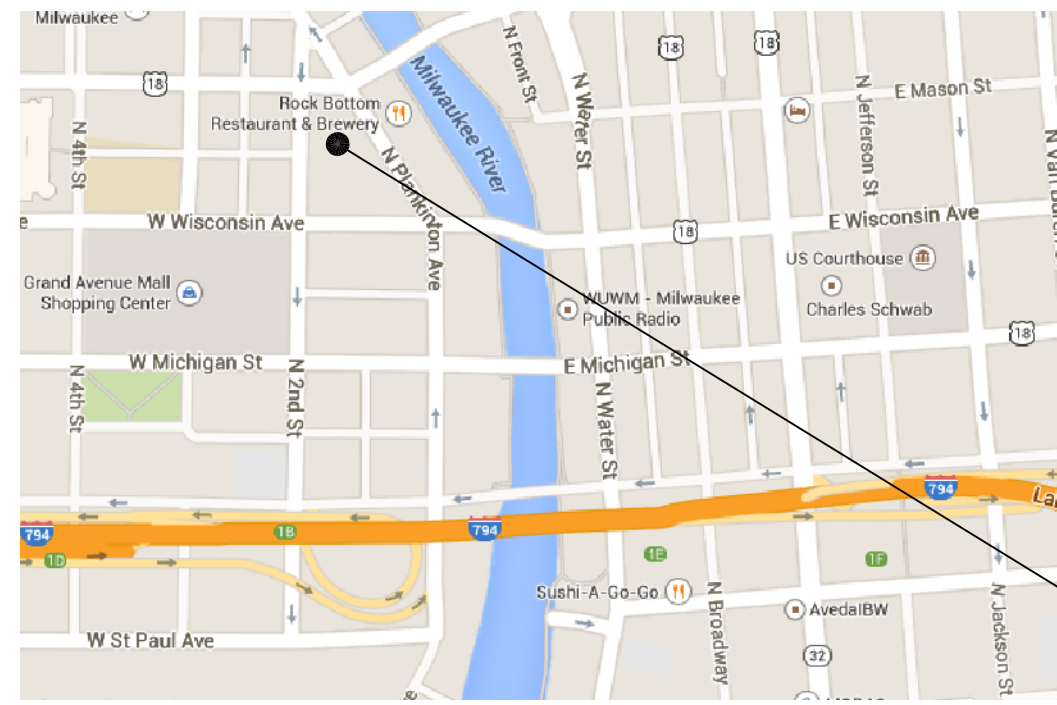 Milwaukee
18
18
18
N Front St
Milwaukee River
N Water St
N Jefferson St
E Mason St
Rock Bottom
Restaurant & Brewery
N 4th St
N Plankinton Ave
W Wisconsin Ave
E Wisconsin Ave
18
US Courthouse
Grand Avenue Mall
Shopping Center
WUWM - Milwaukee
Public Radio
Charles Schwab
18
W Michigan St
E Michigan St
N 4th St
N 2nd St
N Water St
794
794
794
1B
1D
1E
1F
Sushi-A-Go-Go
N Broadway
AvedaIBW
N Jackson St
W St Paul Ave
32